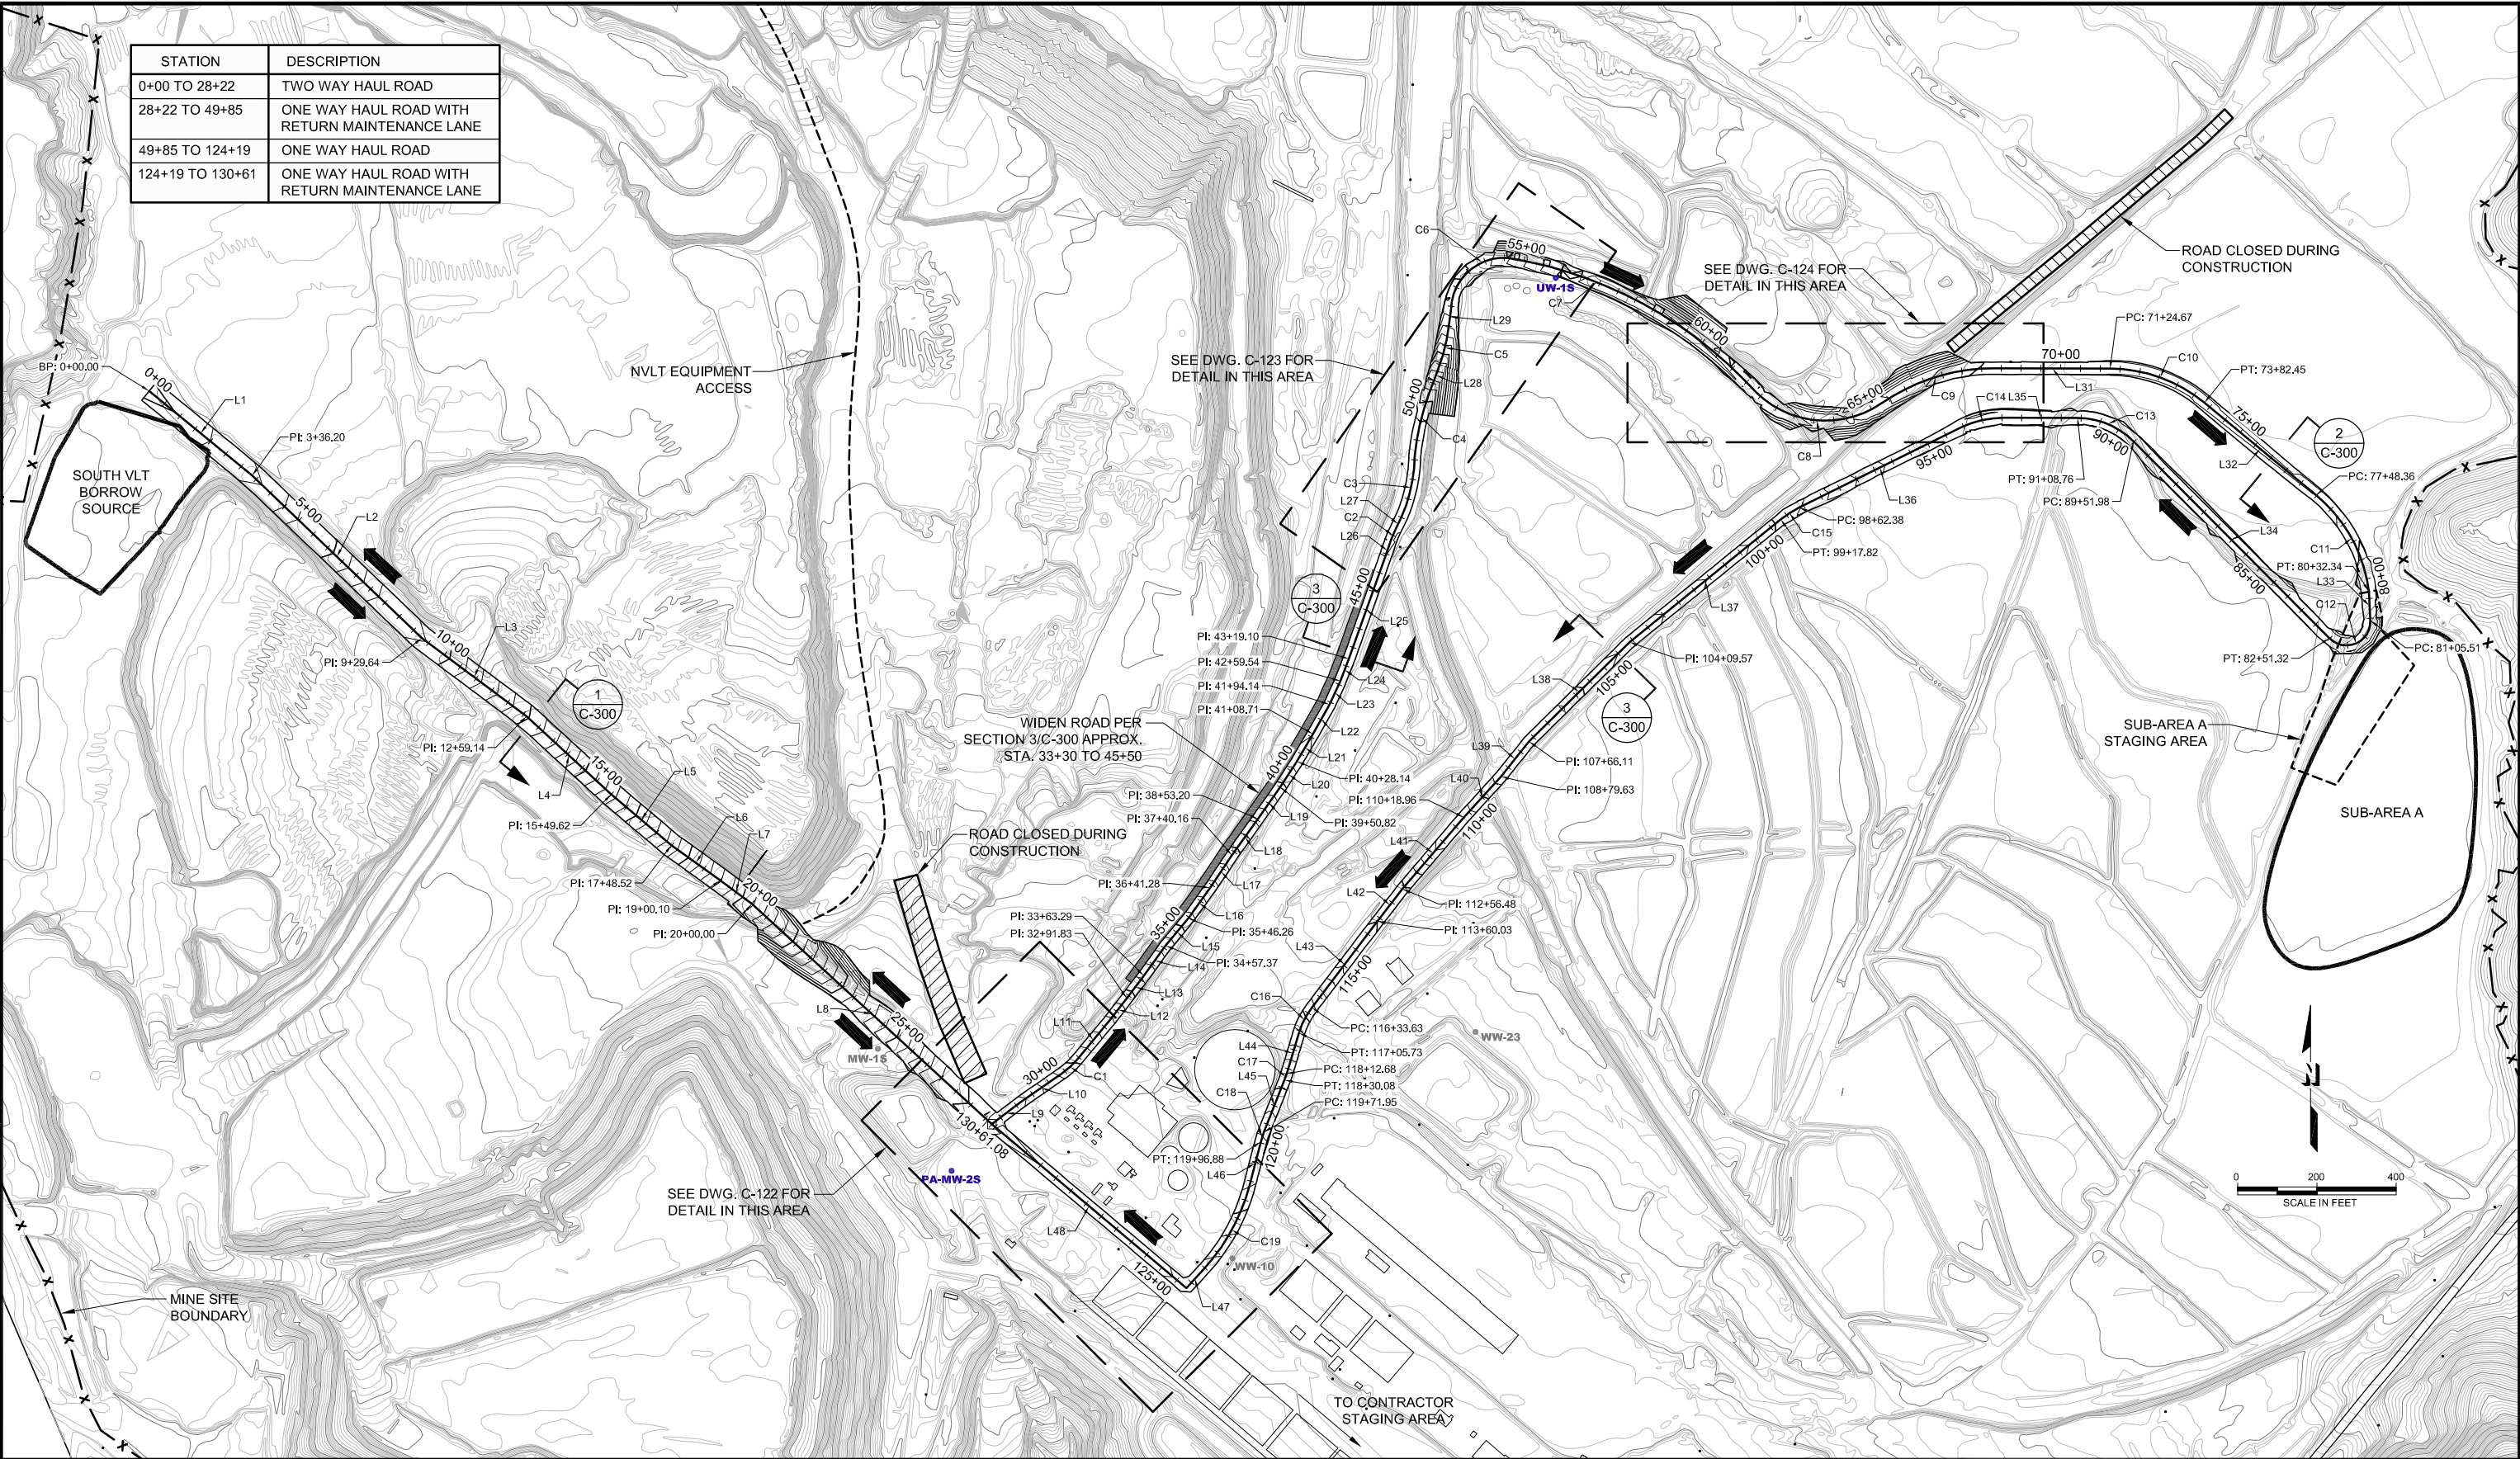 STATION DESCRIPTION
0+00 TO 28+22 TWO WAY HAUL ROAD
28+22 TO 49+85 ONE WAY HAUL ROAD WITH
RETURN MAINTENANCE LANE
49+85 TO 124+19 ONE WAY HAUL ROAD
124+19 TO 130+61 ONE WAY HAUL ROAD WITH
RETURN MAINTENANCE LANE
BP: 0+00.00
0+00
L1
PI: 3+36.20
SOUTH VLT
BORROW
SOURCE
5+00
L2
PI: 9+29.64
10+00
L3
1
C-300
PI: 12+59.14
L4
15+00
L5
PI: 15+49.62
L6
L7
PI: 17+48.52
20+00
PI: 19+00.10
PI: 20+00.00
L8
25+00
MW-1S
NVLT EQUIPMENT
ACCESS
ROAD CLOSED DURING
CONSTRUCTION
130+61.08
PA-MW-2S
SEE DWG. C-122 FOR
DETAIL IN THIS AREA
MINE SITE
BOUNDARY
L9
L10
30+00
C1
L11
L12
L13
PI: 32+91.83
PI: 33+63.29
L14
PI: 34+57.37
L15
35+00
PI: 35+46.26
L16
PI: 36+41.28
L17
L18
PI: 37+40.16
PI: 38+53.20
L19
PI: 39+50.82
L20
40+00
PI: 40+28.14
L21
L22
PI: 41+08.71
L23
PI: 41+94.14
L24
PI: 42+59.54
PI: 43+19.10
L25
45+00
3
C-300
WIDEN ROAD PER
SECTION 3/C-300 APPROX.
STA. 33+30 TO 45+50
L26
C2
L27
C3
C4
50+00
L28
C5
L29
SEE DWG. C-123 FOR
DETAIL IN THIS AREA
C6
55+00
UW-1S
C7
60+00
SEE DWG. C-124 FOR
DETAIL IN THIS AREA
ROAD CLOSED DURING
CONSTRUCTION
C8
265+00
C9
70+00
L31
PC: 71+24.67
C10
PT: 73+82.45
75+00
L32
2
C-300
PC: 77+48.36
C11
PT: 80+32.34
L33
80+00
C12
PC: 81+05.51
PT: 82+51.32
85+00
L34
PC: 89+51.98
90+00
C13
PT: 91+08.76
C14 L35
95+00
L36
PC: 98+62.38
C15
PT: 99+17.82
100+00
L37
PI: 104+09.57
L38
105+00
3
C-300
L39
PI: 107+66.11
L40
PI: 108+79.63
110+00
PI: 110+18.96
L41
L42
PI: 112+56.48
PI: 113+60.03
L43
115+00
C16
PC: 116+33.63
PT: 117+05.73
L44
C17
PC: 118+12.68
L45
PT: 118+30.08
C18
PC: 119+71.95
PT: 119+96.88
120+00
L46
C19
WW-10
L47
125+00
L48
WW-23
SUB-AREA A
STAGING AREA
SUB-AREA A
TO CONTRACTOR
STAGING AREA
N
0 200 400
SCALE IN FEET